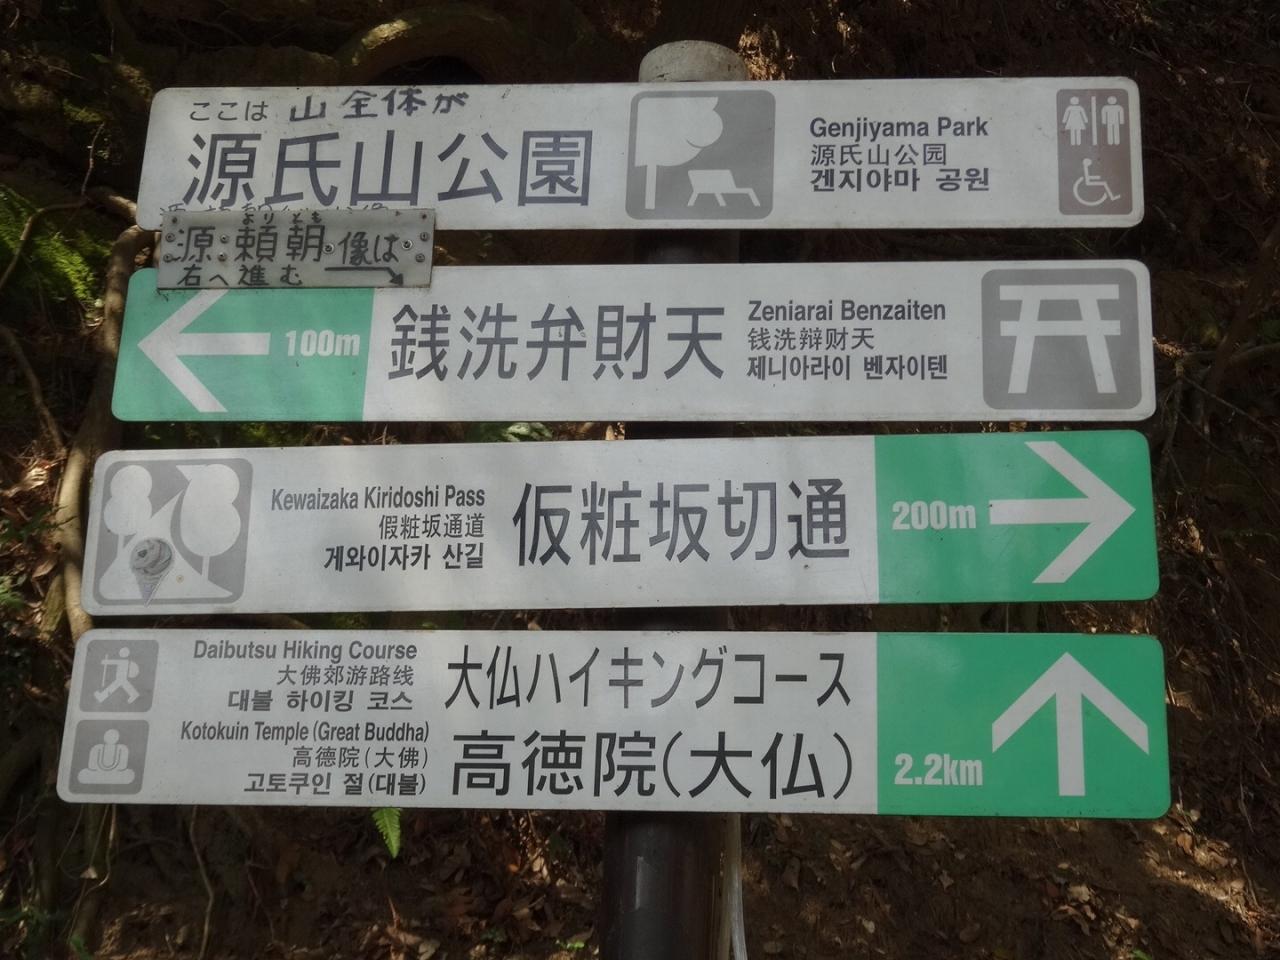 ここは 山 全体が
源氏山公園
Genjiyama Park
源氏山公园
겐지야마 공원
よりとも
源 頼朝 像は
右へ進む
100m
銭洗弁財天
Zeniarai Benzaiten
钱洗辩财天
제니아라이 벤자이텐
Kewaizaka Kiridoshi Pass
假粧坂通道
게와이자카 산길
仮粧坂切通
200m
Daibutsu Hiking Course
大佛郊游路线
대불 하이킹 코스
大仏ハイキングコース
Kotokuin Temple (Great Buddha)
高德院(大佛)
고토쿠인 절(대불)
高徳院(大仏)
2.2km